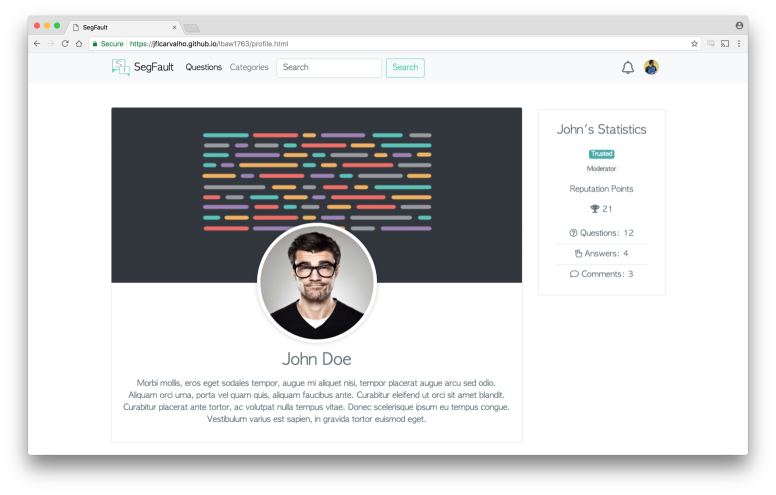 SegFault
Secure https://jflcarvalho.github.io/lbaw1763/profile.html
SegFault Questions Categories Search Search
John's Statistics
Trusted
Moderator
Reputation Points
21
Questions: 12
Answers: 4
Comments: 3
John Doe
Morbi mollis, eros eget sodales tempor, augue mi aliquet nisi, tempor placerat augue arcu sed odio.
Aliquam orci urna, porta vel quam quis, aliquam faucibus ante. Curabitur eleifend ut orci sit amet blandit.
Curabitur placerat ante tortor, ac volutpat nulla tempus vitae. Donec scelerisque ipsum eu tempus congue.
Vestibulum varius est sapien, in gravida tortor euismod eget.